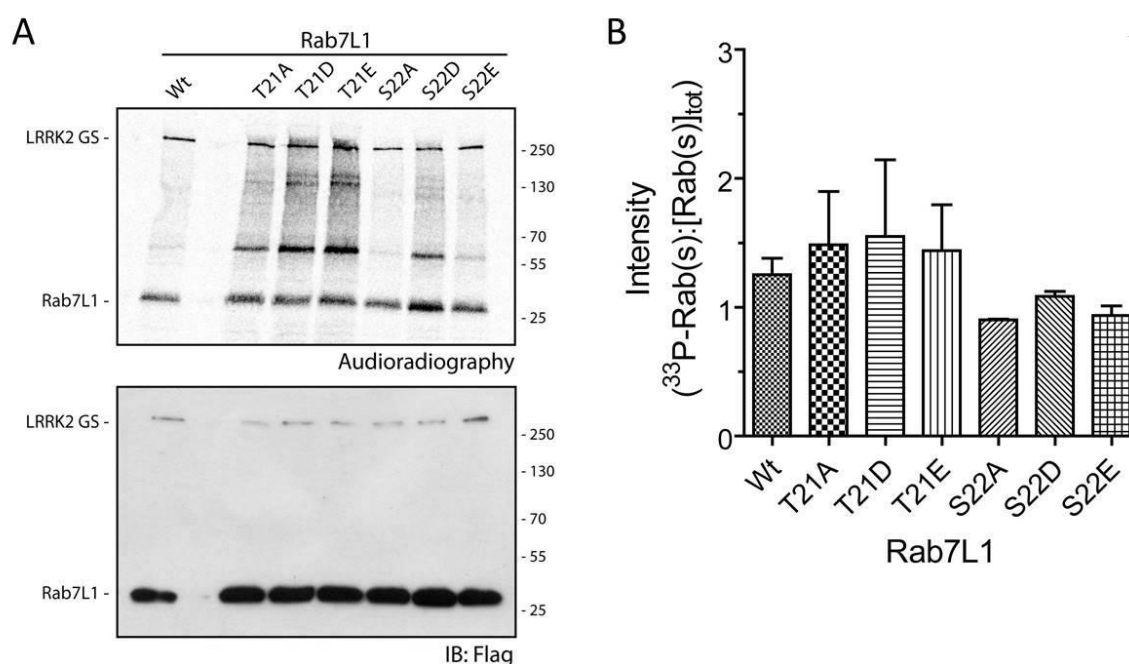 A
Rab7L1
Wt T21A T21D T21E S22A S22D S22E
LRRK2 GS -
- 250
- 130
- 70
- 55
Rab7L1 -
- 25
Audioradiography
LRRK2 GS -
- 250
- 130
- 70
- 55
Rab7L1 -
- 25
IB: Flag
B
Intensity
(³³P-Rab(s):[Rab(s)]tot)
3
2
1
0
Wt T21A T21D T21E S22A S22D S22E
Rab7L1